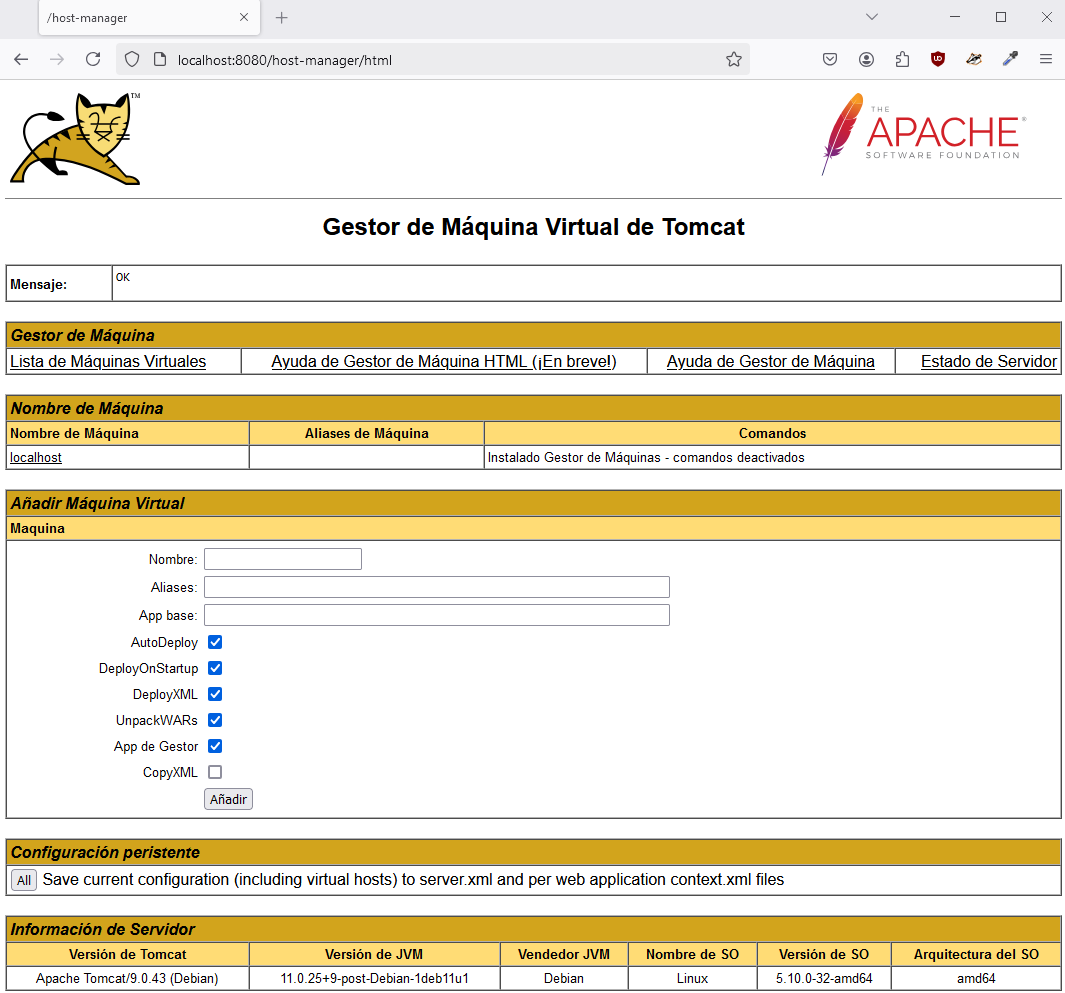 /host-manager
localhost:8080/host-manager/html
TM
THE
APACHE®
SOFTWARE FOUNDATION
Gestor de Máquina Virtual de Tomcat
Mensaje: OK
Gestor de Máquina
Lista de Máquinas Virtuales Ayuda de Gestor de Máquina HTML (¡En breve!) Ayuda de Gestor de Máquina Estado de Servidor
Nombre de Máquina
Nombre de Máquina Aliases de Máquina Comandos
localhost Instalado Gestor de Máquinas - comandos deactivados
Añadir Máquina Virtual
Maquina
Nombre:
Aliases:
App base:
AutoDeploy
DeployOnStartup
DeployXML
UnpackWARs
App de Gestor
CopyXML
Añadir
Configuración peristente
All Save current configuration (including virtual hosts) to server.xml and per web application context.xml files
Información de Servidor
Versión de Tomcat Versión de JVM Vendedor JVM Nombre de SO Versión de SO Arquitectura del SO
Apache Tomcat/9.0.43 (Debian) 11.0.25+9-post-Debian-1deb11u1 Debian Linux 5.10.0-32-amd64 amd64